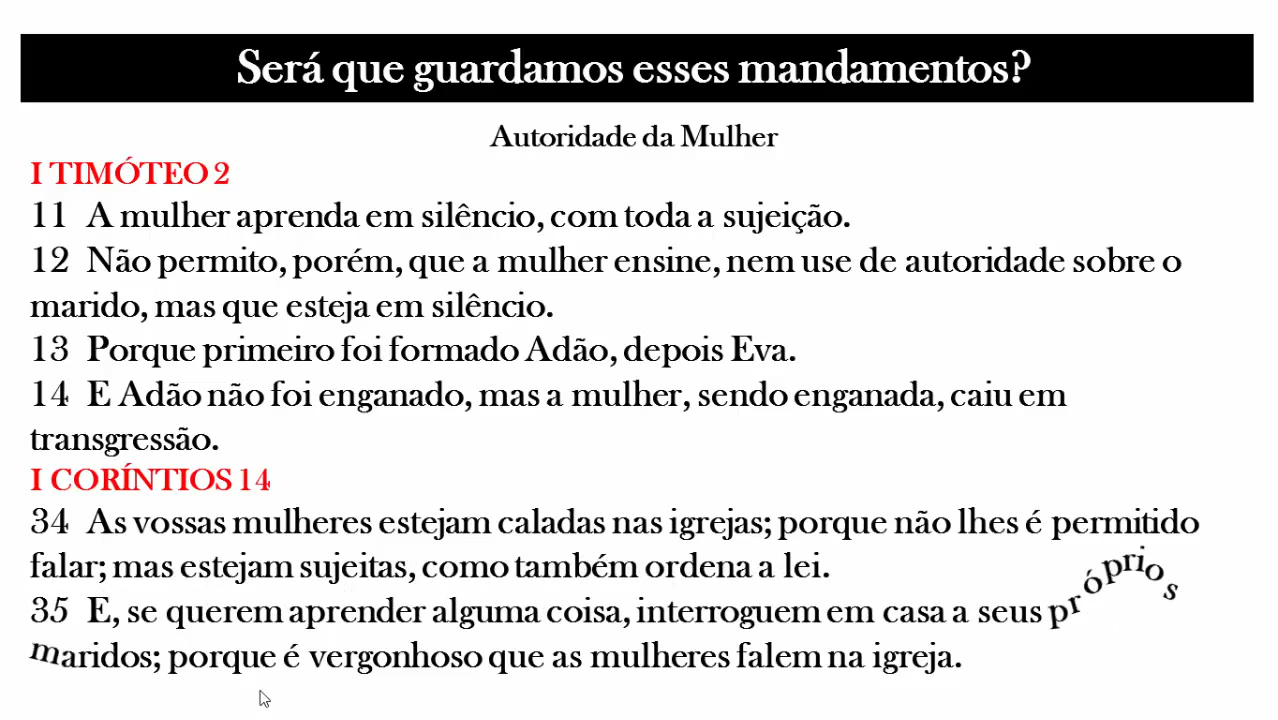 Será que guardamos esses mandamentos?
Autoridade da Mulher
I TIMÓTEO 2
11 A mulher aprenda em silêncio, com toda a sujeição.
12 Não permito, porém, que a mulher ensine, nem use de autoridade sobre o
marido, mas que esteja em silêncio.
13 Porque primeiro foi formado Adão, depois Eva.
14 E Adão não foi enganado, mas a mulher, sendo enganada, caiu em
transgressão.
I CORÍNTIOS 14
34 As vossas mulheres estejam caladas nas igrejas; porque não lhes é permitido
falar; mas estejam sujeitas, como também ordena a lei.
35 E, se querem aprender alguma coisa, interroguem em casa a seus próprios
maridos; porque é vergonhoso que as mulheres falem na igreja.